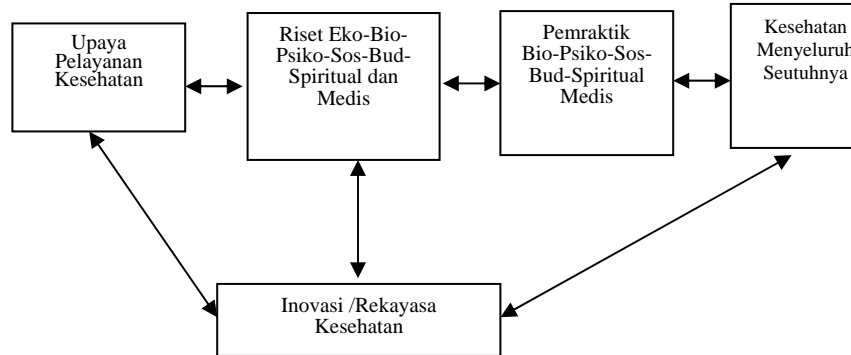 Upaya
Pelayanan
Kesehatan
Riset Eko-Bio-
Psiko-Sos-Bud-
Spiritual dan
Medis
Pemraktik
Bio-Psiko-Sos-
Bud-Spiritual
Medis
Kesehatan
Menyeluruh
Seutuhnya
Inovasi /Rekayasa
Kesehatan